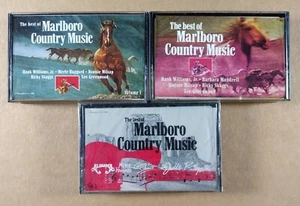 The best of
Marlboro
Country Music
Hank Williams, Jr. • Merle Haggard • Ronnie Milsap
Ricky Skaggs
Lee Greenwood
Volume 1
The best of
Marlboro
Country Music
Hank Williams, Jr. • Barbara Mandrell
Ronnie Milsap • Ricky Skaggs
The best of
Marlboro
Country Music